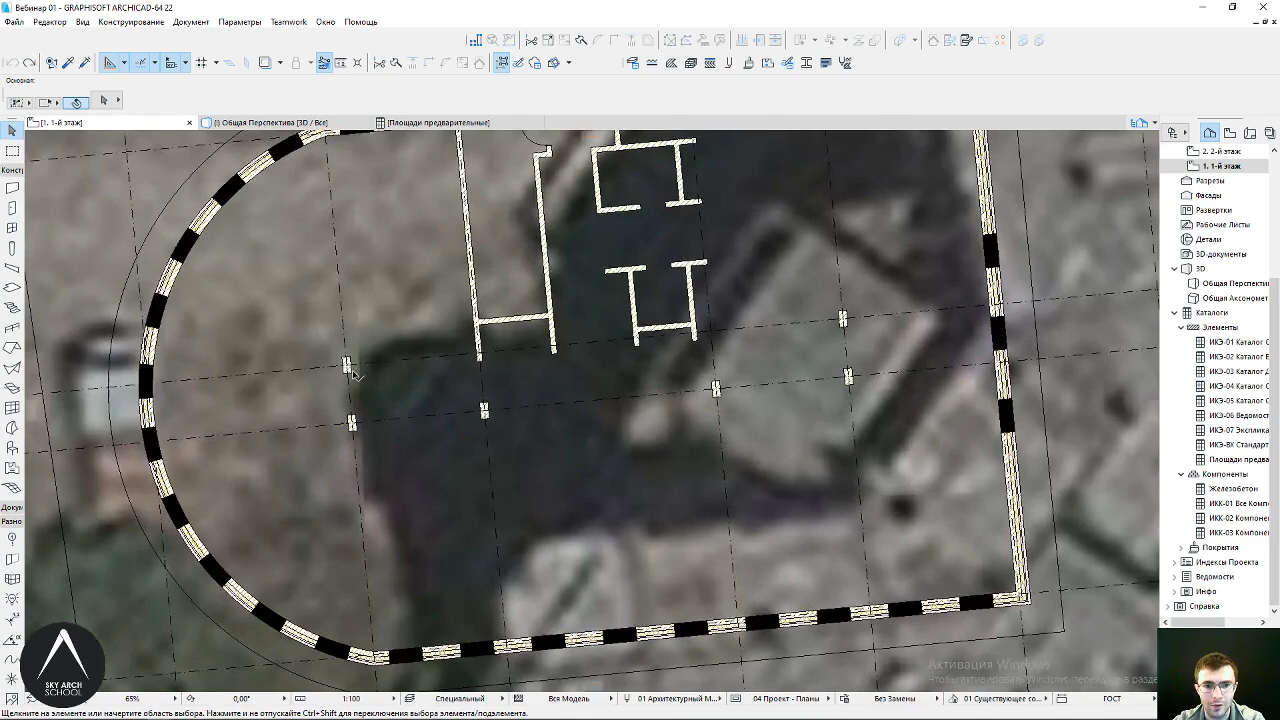 Вебинар 01 - GRAPHISOFT ARCHICAD-64 22
Файл Редактор Вид Конструирование Документ Параметры Teamwork Окно Помощь
Основная:
[1. 1-й этаж] (!) Общая Перспектива [3D / Все] [Площади предварительные]
Конст
Докум
Разно
2. 2-й этаж
1. 1-й этаж
Разрезы
Фасады
Развертки
Рабочие Листы
Детали
3D-документы
3D
Общая Перспекти
Общая Аксономет
Каталоги
Элементы
ИКЭ-01 Каталог О
ИКЭ-02 Каталог В
ИКЭ-03 Каталог Д
ИКЭ-04 Каталог С
ИКЭ-05 Каталог О
ИКЭ-06 Ведомост
ИКЭ-07 Эксплика
ИКЭ-ВХ Стандарт
Площади предва
Компоненты
Железобетон
ИКК-01 Все Компо
ИКК-02 Компонен
ИКК-03 Компонен
Покрытия
Индексы Проекта
Ведомости
Инфо
Справка
SKY ARCH
SCHOOL
Активация Windows
Чтобы активировать Windows, перейдите в разде
65% 0,00° 1:100 Специальный Вся Модель 01 Архитектурный М... 04 Проект - Планы Без Замены 01 Существующее со... ГОСТ
Щелкните на элементе или начертите область выбора. Нажмите и не отпускайте Ctrl+Shift для переключения выбора элемента/подэлемента.